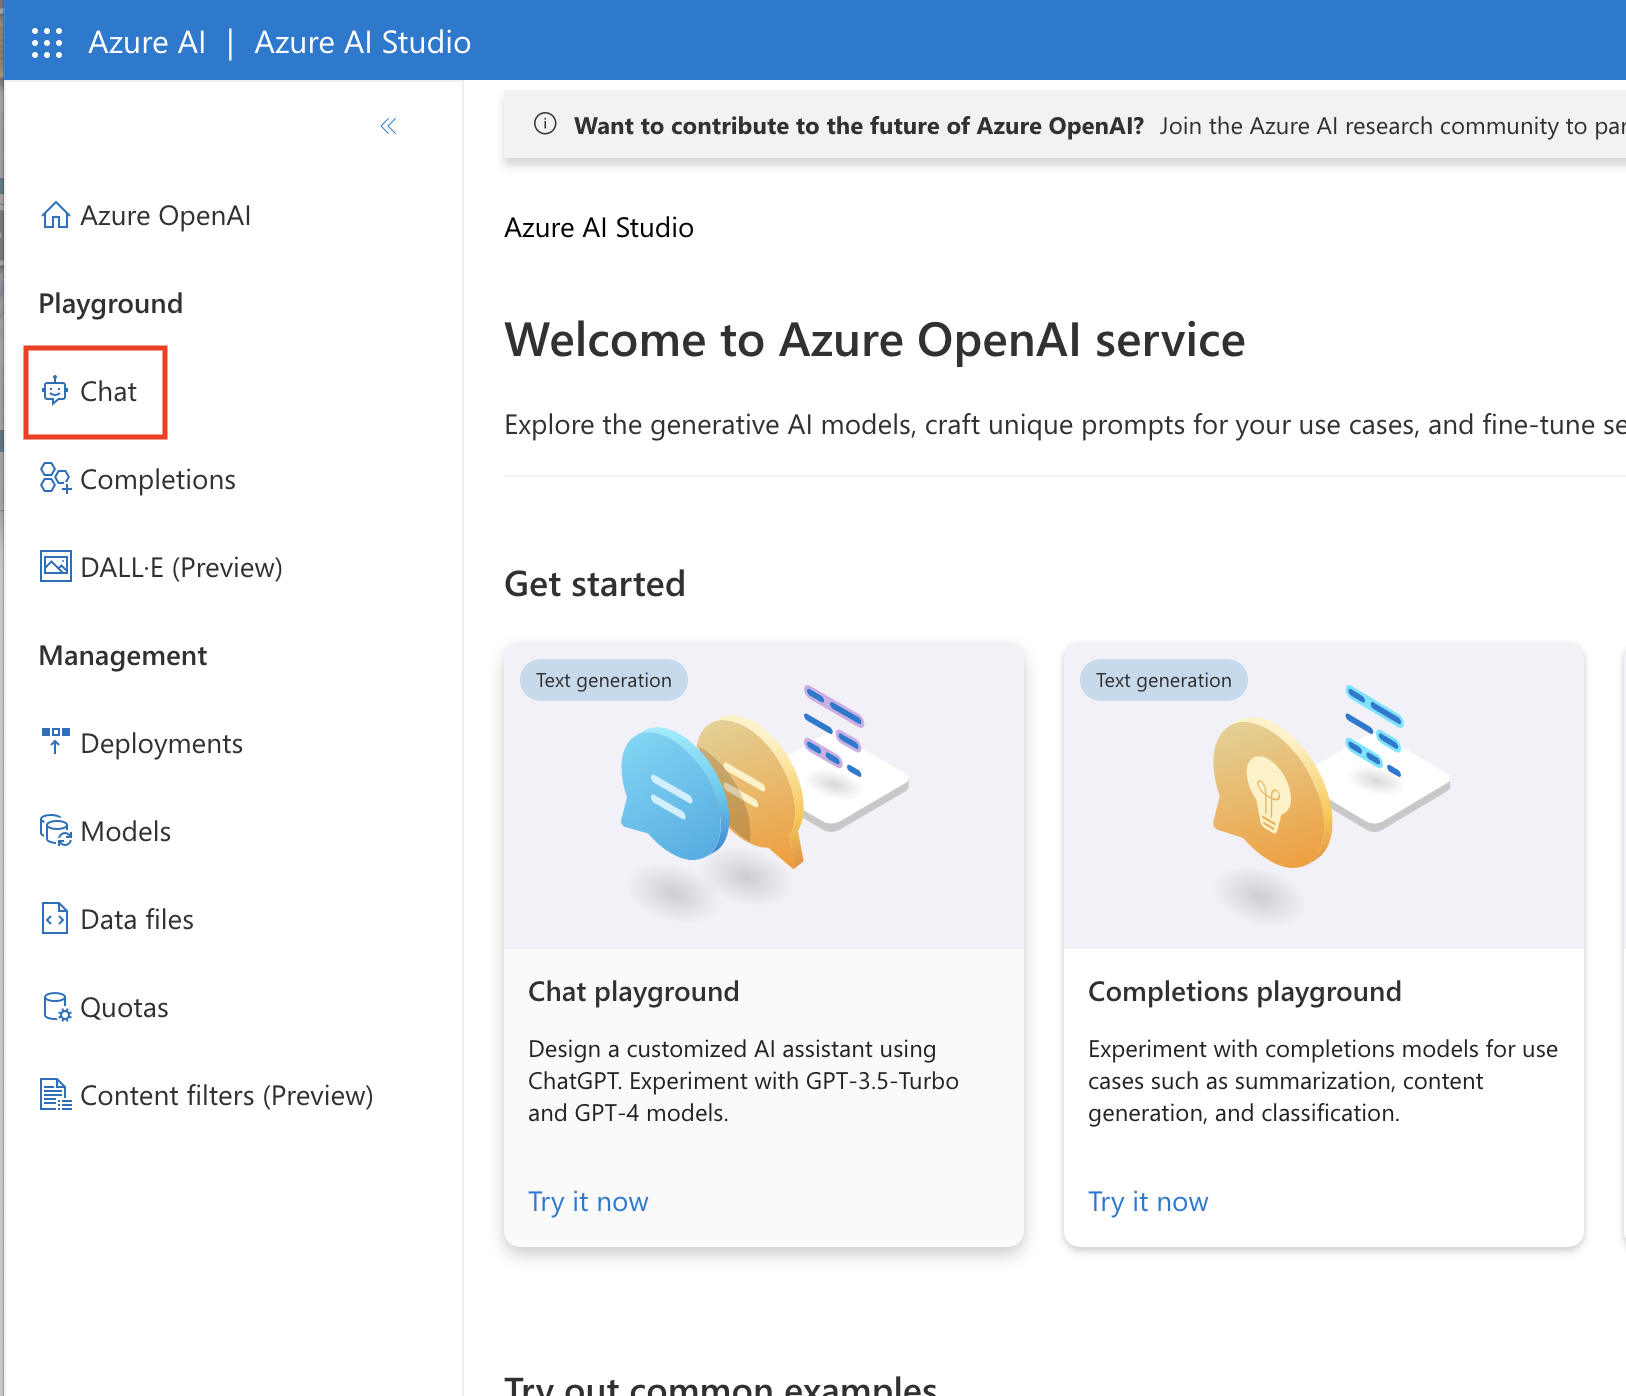 Azure AI | Azure AI Studio
Want to contribute to the future of Azure OpenAI? Join the Azure AI research community to
Azure OpenAI
Playground
Chat
Completions
DALL·E (Preview)
Management
Deployments
Models
Data files
Quotas
Content filters (Preview)
Azure AI Studio
Welcome to Azure OpenAI service
Explore the generative AI models, craft unique prompts for your use cases, and fine-tune
Get started
Text generation
Chat playground
Design a customized AI assistant using
ChatGPT. Experiment with GPT-3.5-Turbo
and GPT-4 models.
Try it now
Text generation
Completions playground
Experiment with completions models for use
cases such as summarization, content
generation, and classification.
Try it now
Try out common examples